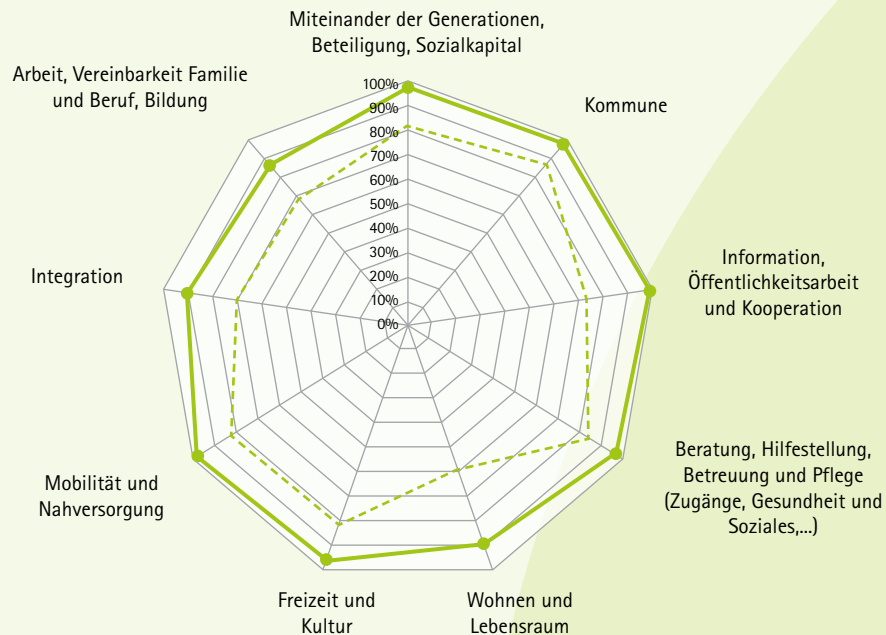 Miteinander der Generationen,
Beteiligung, Sozialkapital
Arbeit, Vereinbarkeit Familie
und Beruf, Bildung
Kommune
100%
90%
80%
70%
60%
50%
40%
30%
20%
10%
0%
Integration
Information,
Öffentlichkeitsarbeit
und Kooperation
Mobilität und
Nahversorgung
Beratung, Hilfestellung,
Betreuung und Pflege
(Zugänge, Gesundheit und
Soziales,...)
Freizeit und
Kultur
Wohnen und
Lebensraum